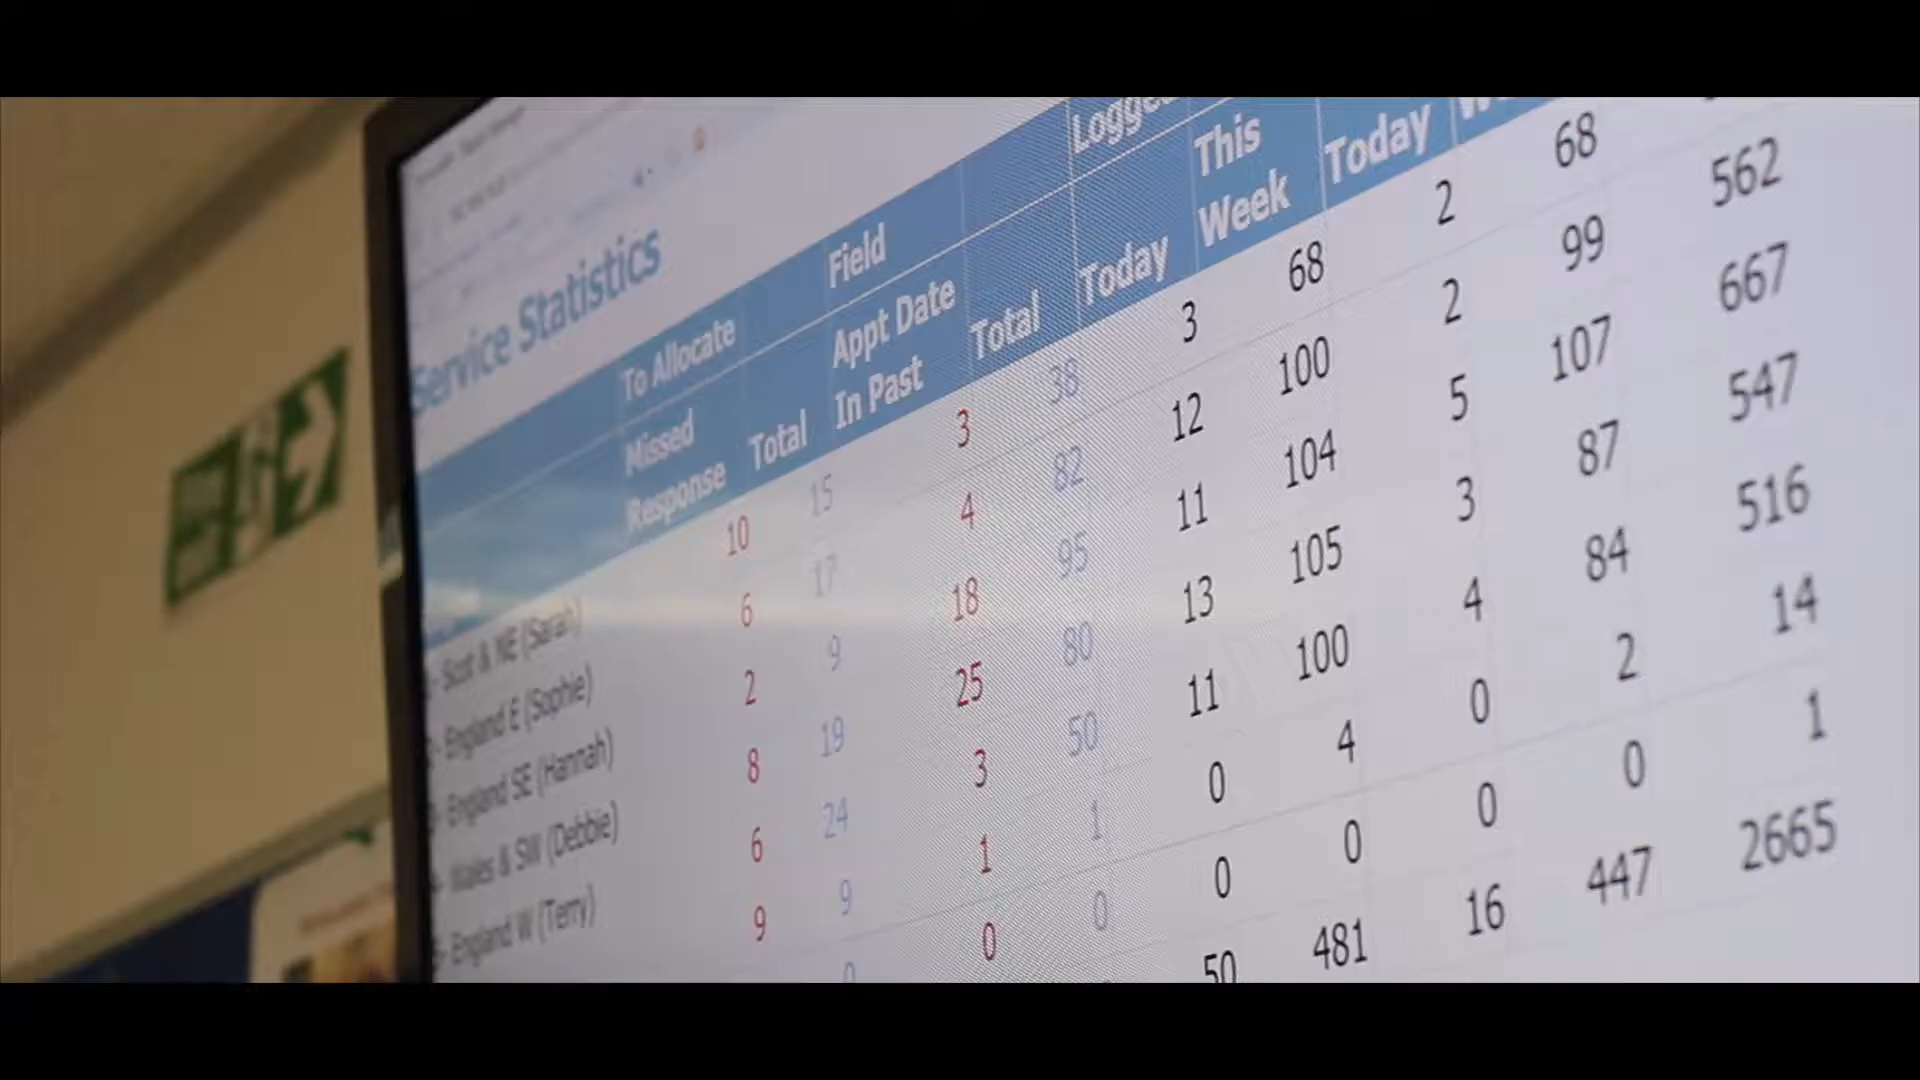 Service Statistics
To Allocate Field
Missed Response Total Appt Date In Past Total Today This Week Today
Scot & NE (Sarah) 10 15 3 38 3 68 2 68
England E (Sophie) 6 17 4 82 12 100 2 99 562
England SE (Hannah) 2 9 18 95 11 104 5 107 667
Wales & SW (Debbie) 8 19 25 80 13 105 3 87 547
England W (Terry) 6 24 3 50 11 100 4 84 516
9 9 1 1 0 4 0 2 14
0 0 0 0 0 0 0 1
50 481 16 447 2665